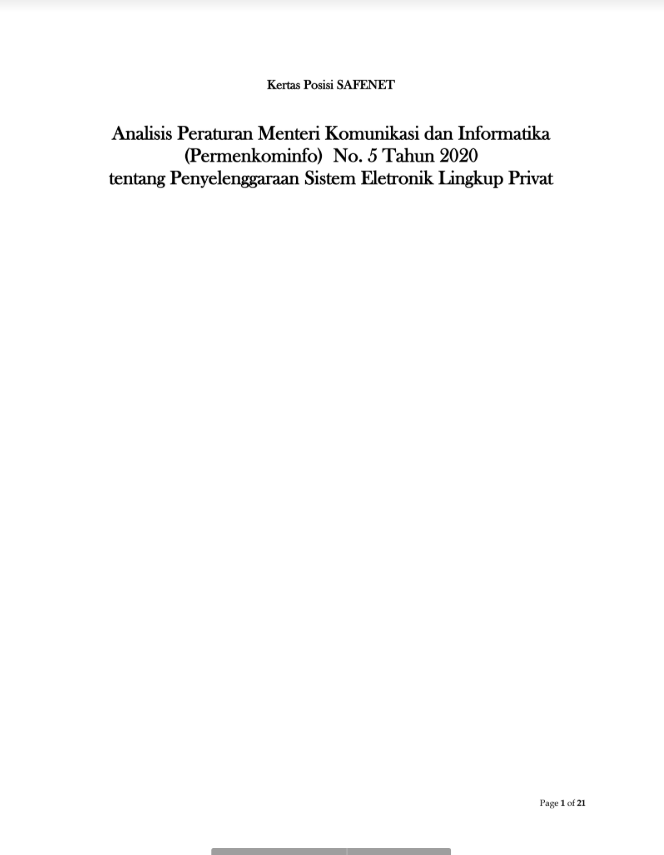 Kertas Posisi SAFENET
Analisis Peraturan Menteri Komunikasi dan Informatika
(Permenkominfo) No. 5 Tahun 2020
tentang Penyelenggaraan Sistem Eletronik Lingkup Privat
Page 1 of 21